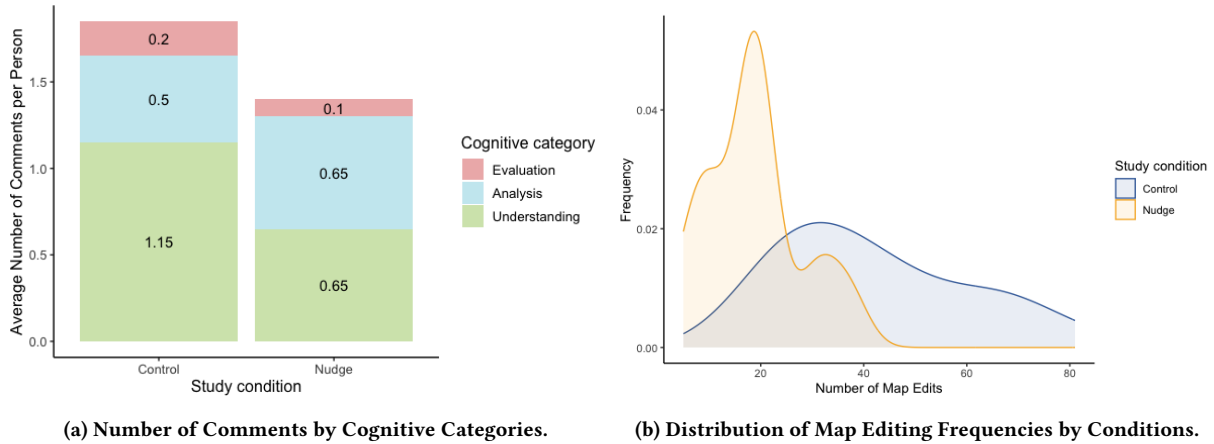 Average Number of Comments per Person
1.5
1.0
0.5
0.0
0.2
0.5
1.15
0.1
0.65
0.65
Control
Nudge
Study condition
Cognitive category
Evaluation
Analysis
Understanding
(a) Number of Comments by Cognitive Categories.
Frequency
0.04
0.02
0.00
20
40
60
80
Number of Map Edits
Study condition
Control
Nudge
(b) Distribution of Map Editing Frequencies by Conditions.